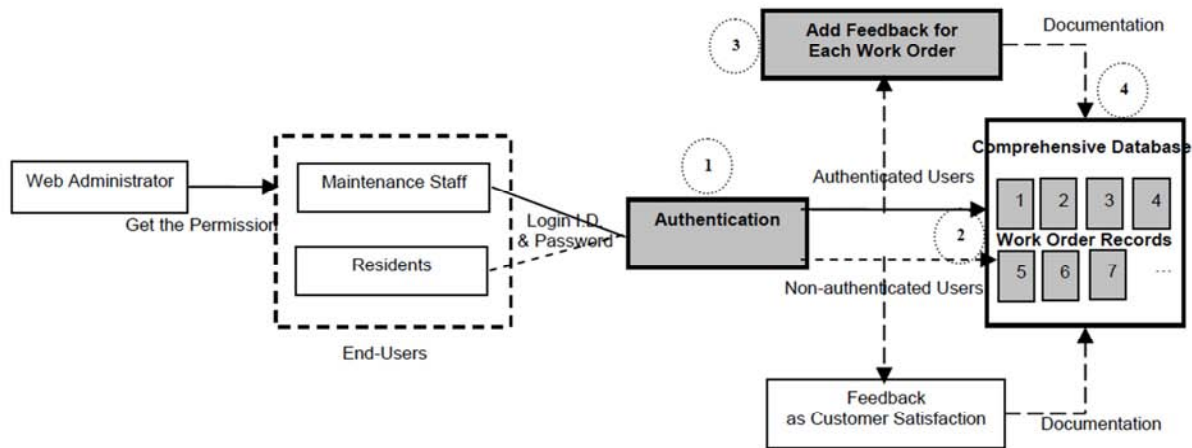 3
Add Feedback for
Each Work Order
Documentation
4
Comprehensive Database
1
Web Administrator
Maintenance Staff
Authenticated Users
1 2 3 4
Get the Permission
Login I.D.
& Password
Authentication
2
Work Order Records
Residents
5 6 7 ...
Non-authenticated Users
End-Users
Feedback
as Customer Satisfaction
Documentation